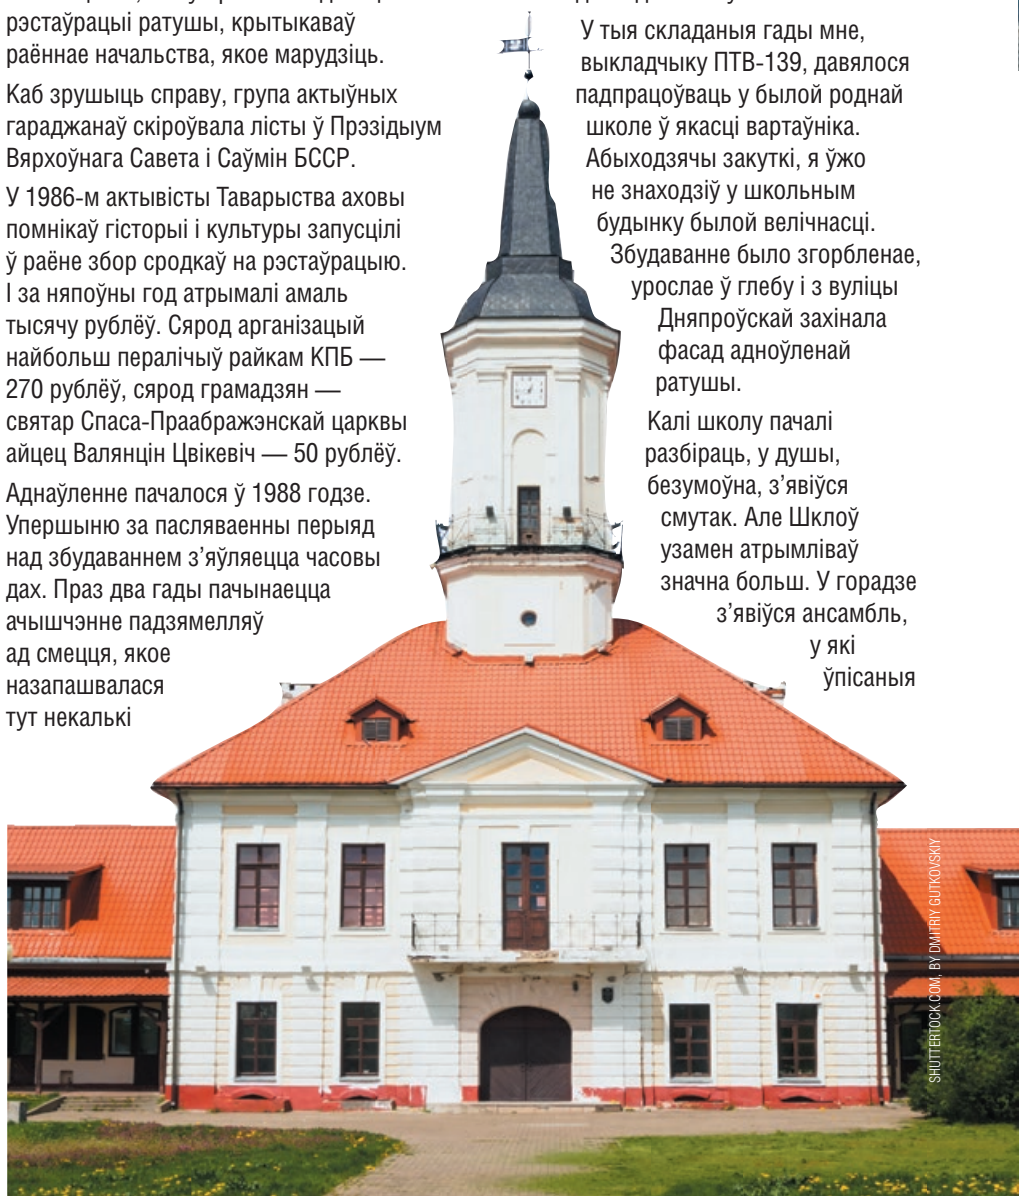 рэстаўрацыі ратушы, крытыкаваў
раённае начальства, якое марудзіць.
Каб зрушыць справу, група актыўных
гараджанаў скіроўвала лісты ў Прэзідыум
Вярхоўнага Савета і Саўмін БССР.
У 1986-м актывісты Таварыства аховы
помнікаў гісторыі і культуры запусцілі
ў раёне збор сродкаў на рэстаўрацыю.
І за няпоўны год атрымалі амаль
тысячу рублёў. Сярод арганізацый
найбольш пералічыў райкам КПБ —
270 рублёў, сярод грамадзян —
святар Спаса-Праабражэнскай царквы
айцец Валянцін Цвікевіч — 50 рублёў.
Аднаўленне пачалося ў 1988 годзе.
Упершыню за пасляваенны перыяд
над збудаваннем з’яўляецца часовы
дах. Праз два гады пачынаецца
ачышчэнне падзямелляў
ад смецця, якое
назапашвалася
тут некалькі
У тыя складаныя гады мне,
выкладчыку ПТВ-139, давялося
падпрацоўваць у былой роднай
школе ў якасці вартаўніка.
Абыходзячы закуткі, я ўжо
не знаходзіў у школьным
будынку былой велічнасці.
Збудаванне было згорбленае,
урослае ў глебу і з вуліцы
Дняпроўскай захінала
фасад адноўленай
ратушы.
Калі школу пачалі
разбіраць, у душы,
безумоўна, з’явіўся
смутак. Але Шклоў
узамен атрымліваў
значна больш. У горадзе
з’явіўся ансамбль,
у які
ўпісаныя
SHUTTERTOCK.COM, BY DMITRIY GUTKOVSKIY